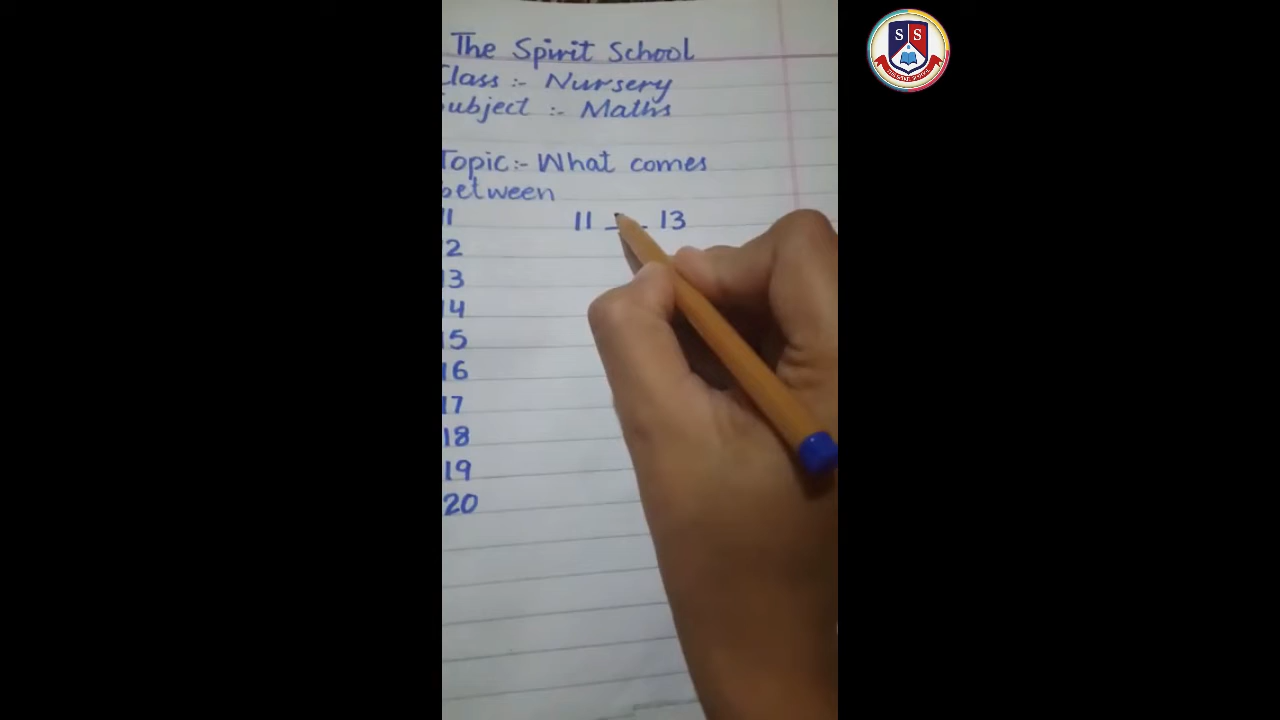 The Spirit School
Class :- Nursery
Subject :- Maths
Topic :- What comes
between
11 11 __ 13
12
13
14
15
16
17
18
19
20
S S